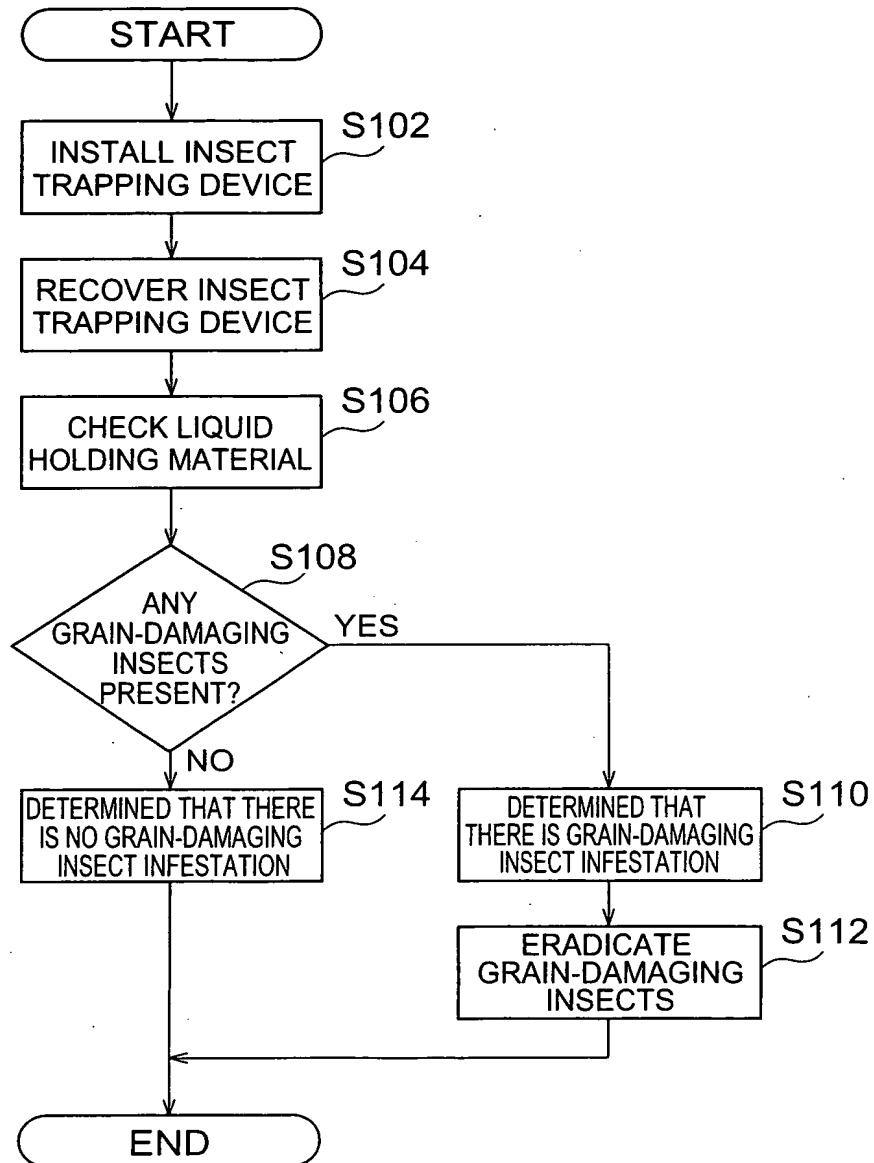 START
S102
INSTALL INSECT
TRAPPING DEVICE
S104
RECOVER INSECT
TRAPPING DEVICE
S106
CHECK LIQUID
HOLDING MATERIAL
S108
ANY
GRAIN-DAMAGING
INSECTS
PRESENT?
YES
NO
S114
DETERMINED THAT THERE
IS NO GRAIN-DAMAGING
INSECT INFESTATION
S110
DETERMINED THAT
THERE IS GRAIN-DAMAGING
INSECT INFESTATION
S112
ERADICATE
GRAIN-DAMAGING
INSECTS
END